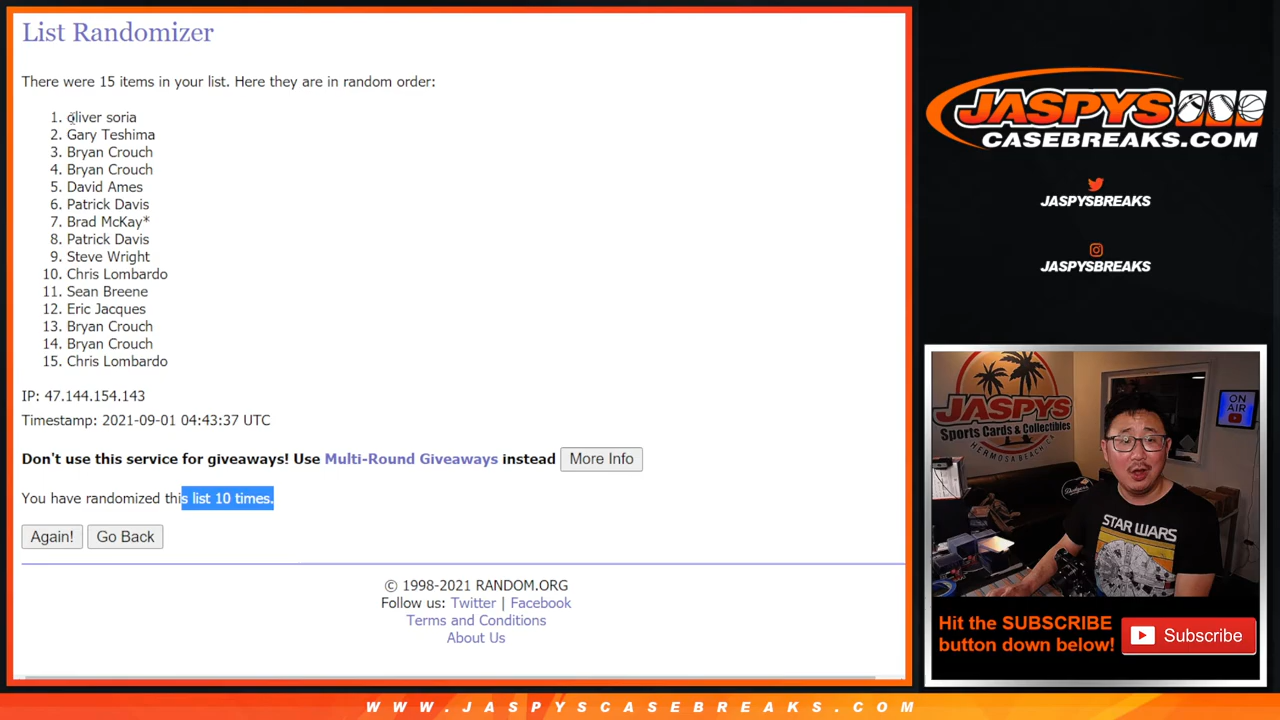 List Randomizer
There were 15 items in your list. Here they are in random order:
1. oliver soria
2. Gary Teshima
3. Bryan Crouch
4. Bryan Crouch
5. David Ames
6. Patrick Davis
7. Brad McKay*
8. Patrick Davis
9. Steve Wright
10. Chris Lombardo
11. Sean Breene
12. Eric Jacques
13. Bryan Crouch
14. Bryan Crouch
15. Chris Lombardo
IP: 47.144.154.143
Timestamp: 2021-09-01 04:43:37 UTC
Don't use this service for giveaways! Use Multi-Round Giveaways instead More Info
You have randomized this list 10 times.
Again! Go Back
© 1998-2021 RANDOM.ORG
Follow us: Twitter | Facebook
Terms and Conditions
About Us
JASPYS
CASEBREAKS.COM
JASPYSBREAKS
JASPYSBREAKS
JASPYS
Sports Cards & Collectibles
HERMOSA BEACH
ON
AIR
Dodgers
STAR WARS
Hit the SUBSCRIBE
button down below!
Subscribe
WWW.JASPYSCASEBREAKS.COM